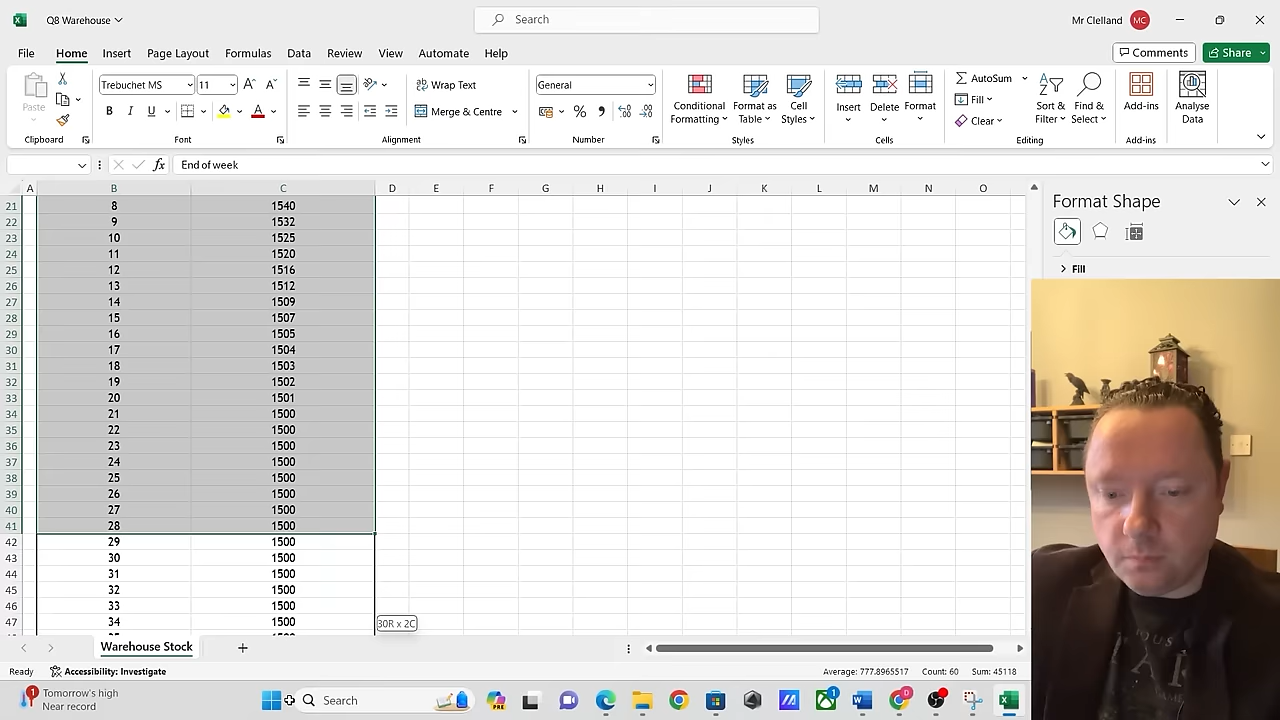 Q8 Warehouse
Search
Mr Clelland
MC
File Home Insert Page Layout Formulas Data Review View Automate Help
Comments
Share
Paste
Trebuchet MS 11
Wrap Text
Merge & Centre
General
Conditional Formatting
Format as Table
Cell Styles
Insert
Delete
Format
AutoSum
Fill
Clear
Sort & Filter
Find & Select
Add-ins
Analyse Data
Clipboard Font Alignment Number Styles Cells Editing Add-ins
fx End of week
A B C D E F G H I J K L M N O
21 8 1540
22 9 1532
23 10 1525
24 11 1520
25 12 1516
26 13 1512
27 14 1509
28 15 1507
29 16 1505
30 17 1504
31 18 1503
32 19 1502
33 20 1501
34 21 1500
35 22 1500
36 23 1500
37 24 1500
38 25 1500
39 26 1500
40 27 1500
41 28 1500
42 29 1500
43 30 1500
44 31 1500
45 32 1500
46 33 1500
47 34 1500
30R x 2C
Format Shape
Fill
Warehouse Stock
Ready
Accessibility: Investigate
Average: 777.8965517 Count: 60 Sum: 45118
Tomorrow's high
Near record
Search